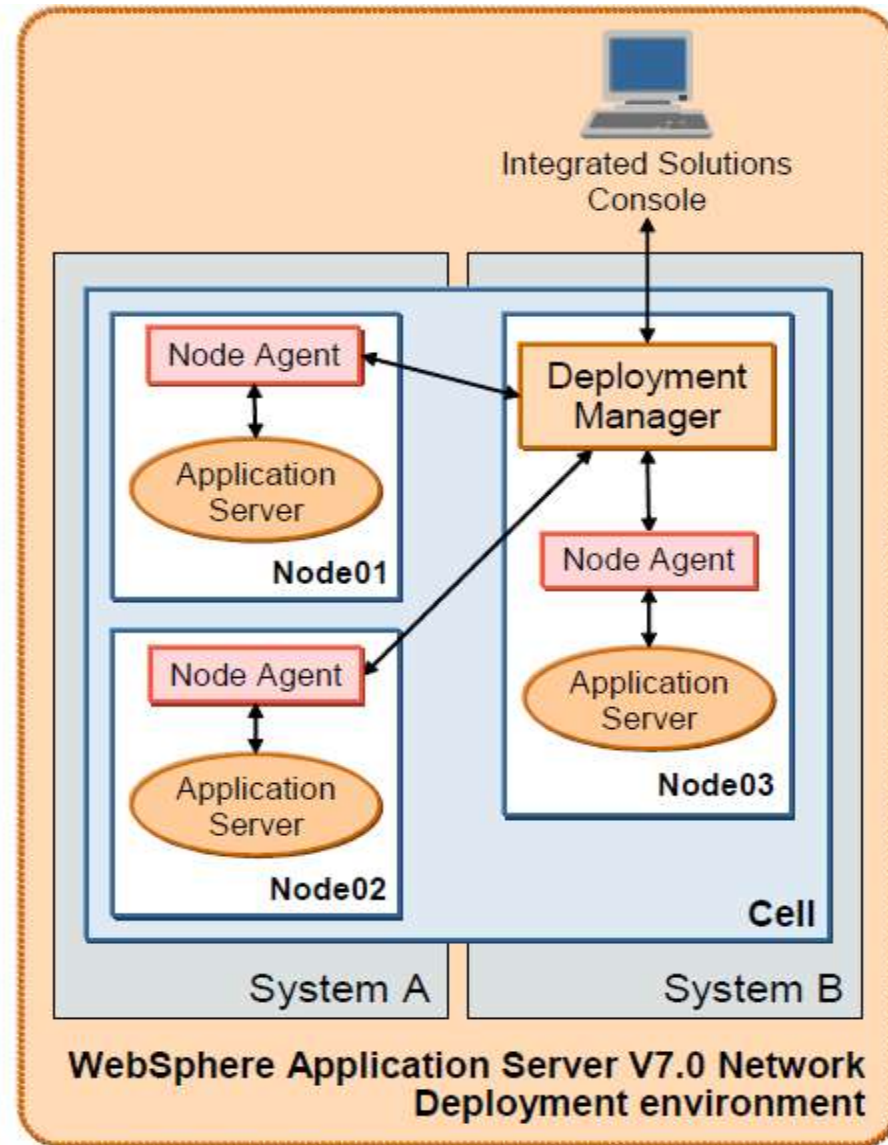 Integrated Solutions
Console
Node Agent
Application
Server
Node01
Deployment
Manager
Node Agent
Application
Server
Node03
Node Agent
Application
Server
Node02
Cell
System A
System B
WebSphere Application Server V7.0 Network
Deployment environment